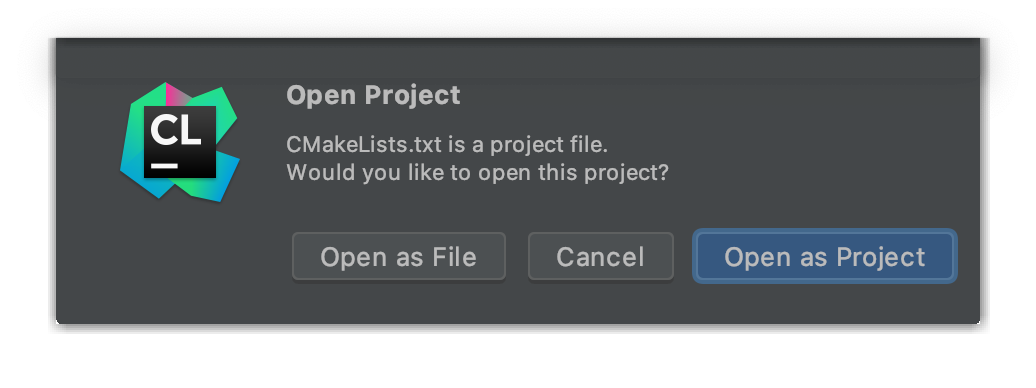 CL
Open Project
CMakeLists.txt is a project file.
Would you like to open this project?
Open as File
Cancel
Open as Project